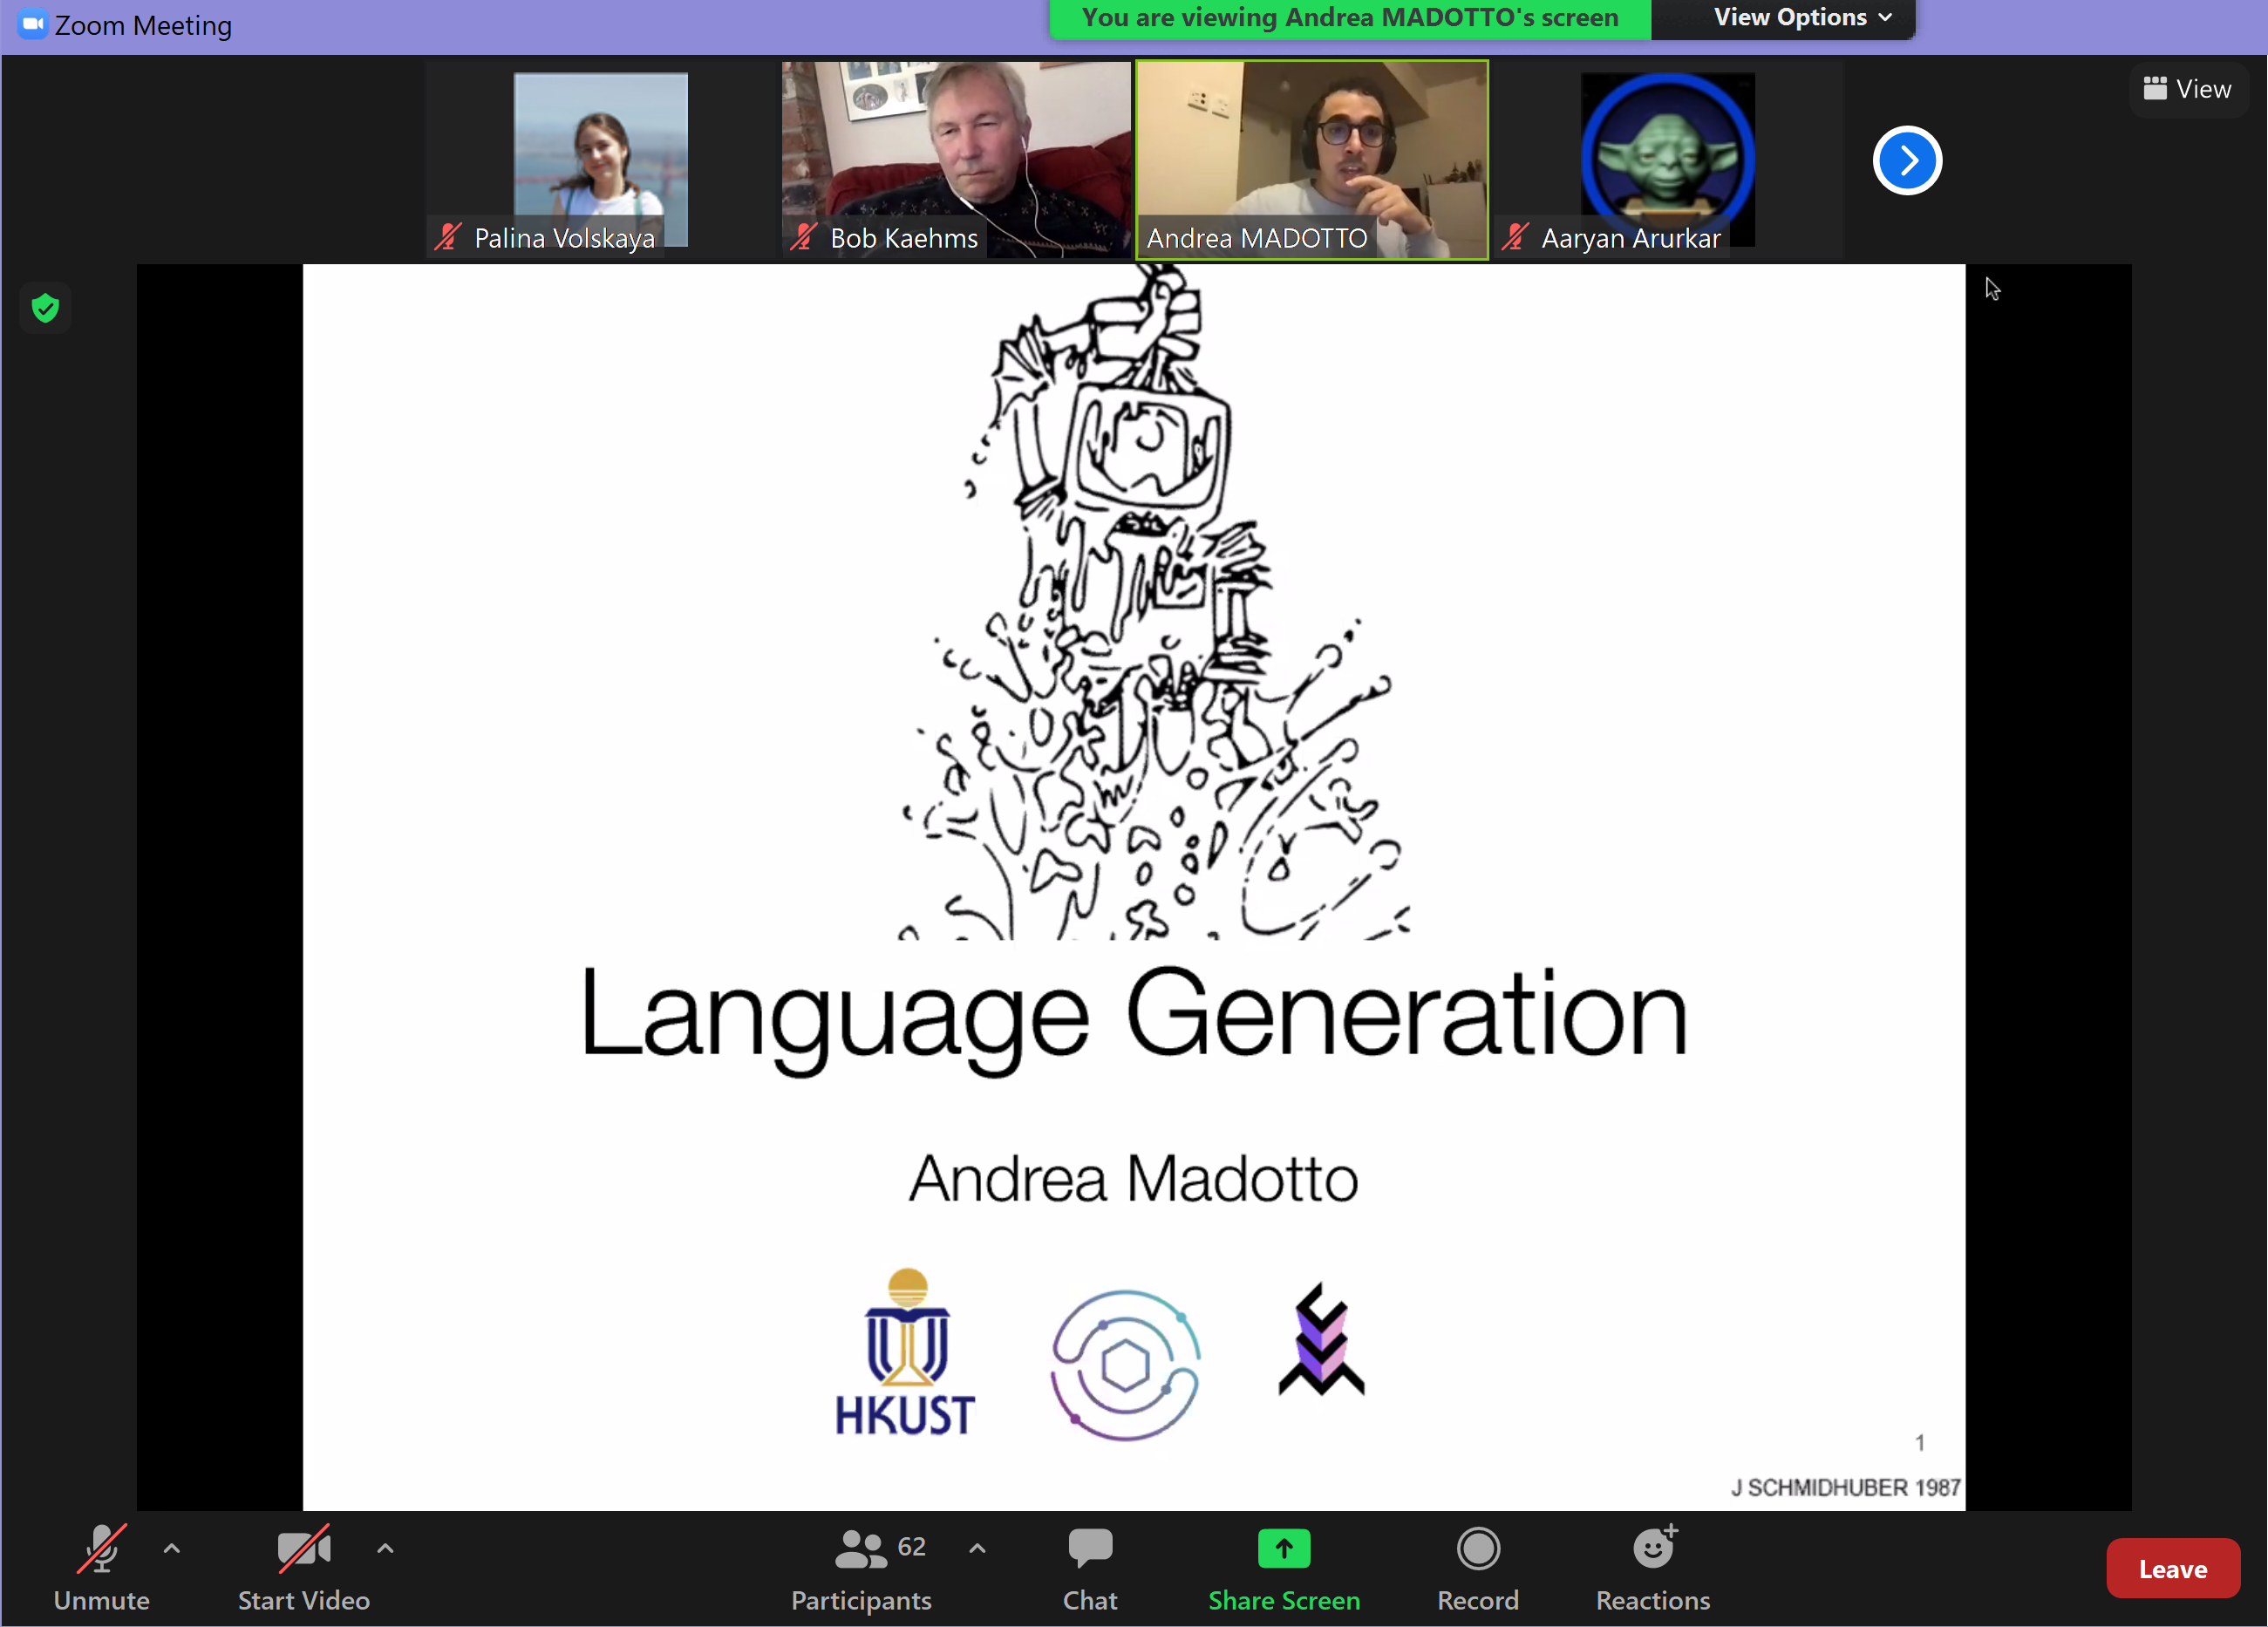 Zoom Meeting
You are viewing Andrea MADOTTO's screen
View Options
View
Palina Volskaya
Bob Kaehms
Andrea MADOTTO
Aaryan Arurkar
Language Generation
Andrea Madotto
HKUST
1
J SCHMIDHUBER 1987
Unmute
Start Video
62
Participants
Chat
Share Screen
Record
Reactions
Leave